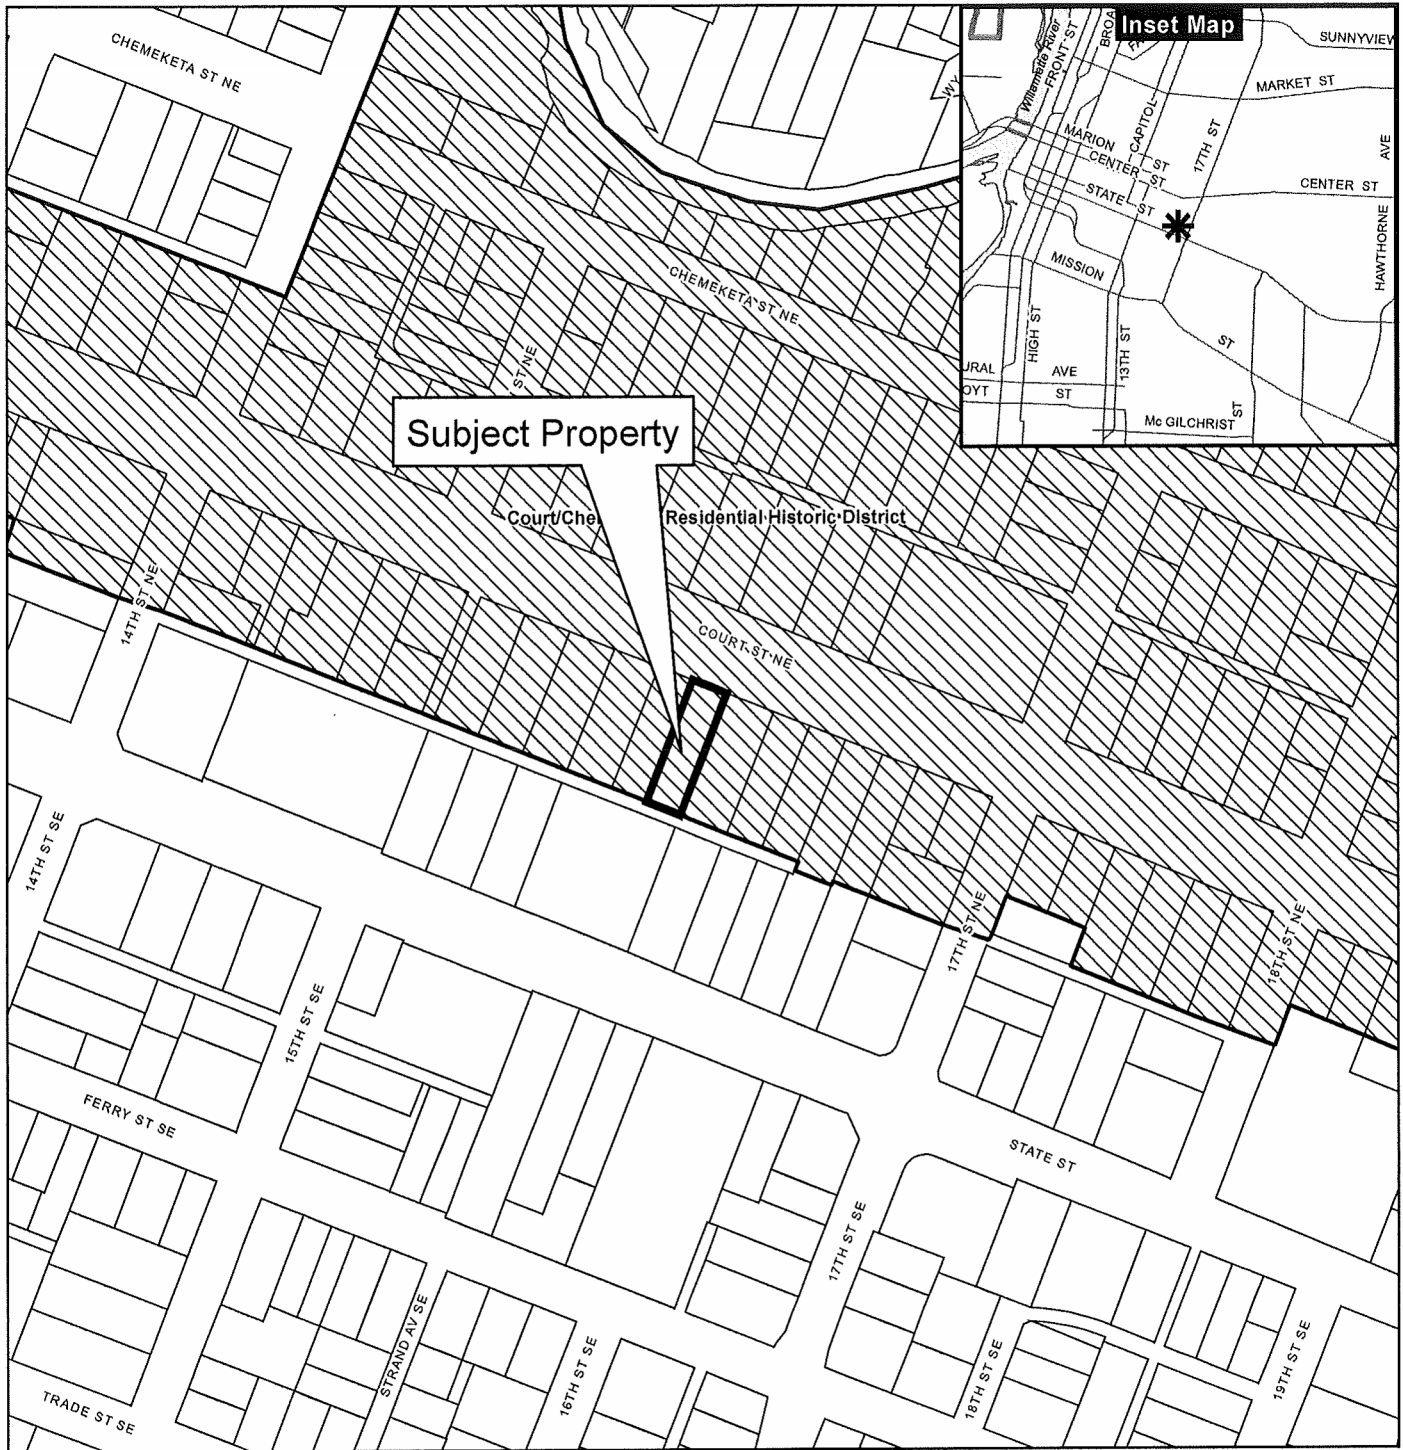 CHEMEKETA ST NE
Inset Map
SUNNYVIEW
MARKET ST
Willamette River
FRONT ST
BROA
CAPITOL
17TH ST
MARION ST
CENTER ST
STATE ST
CENTER ST
AVE
HAWTHORNE
MISSION
ST
HIGH ST
13TH ST
URAL AVE
OYT ST
ST
Mc GILCHRIST
WY
CHEMEKETA ST NE
ST NE
Subject Property
Court/Che Residential Historic District
COURT ST NE
14TH ST NE
14TH ST SE
17TH ST NE
18TH ST NE
15TH ST SE
FERRY ST SE
STATE ST
17TH ST SE
STRAND AV SE
16TH ST SE
18TH ST SE
19TH ST SE
TRADE ST SE